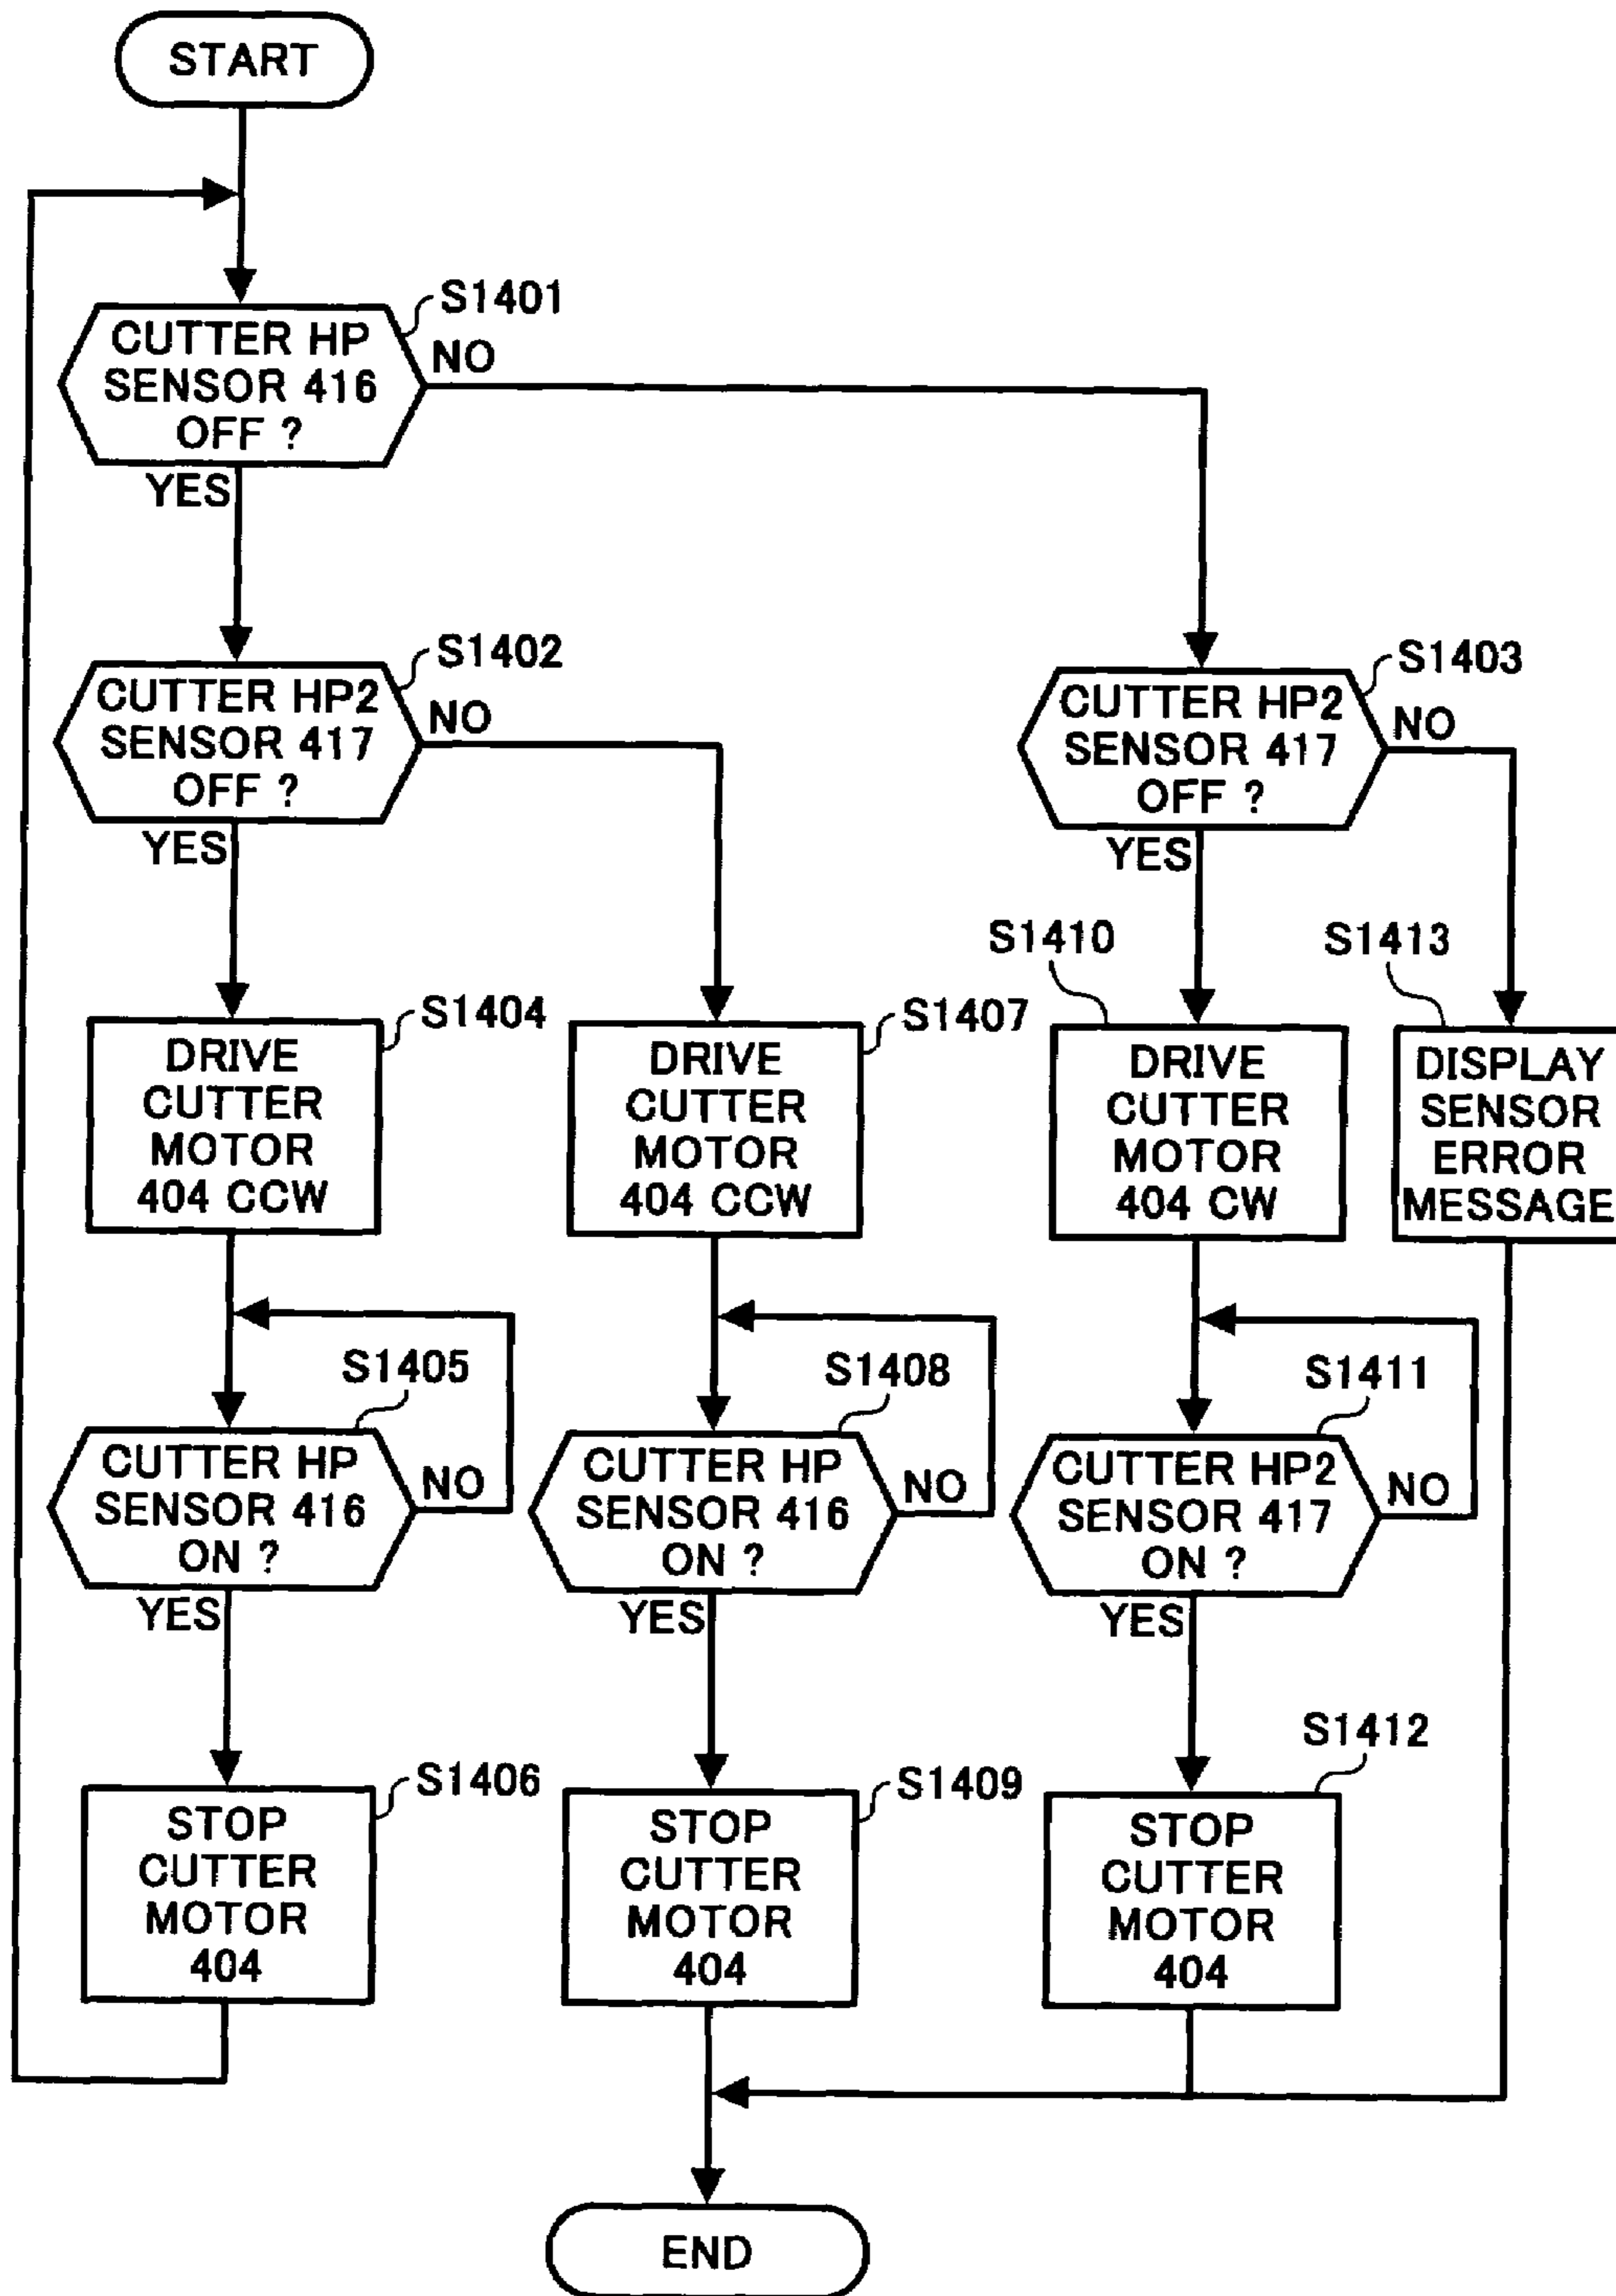 START
S1401
CUTTER HP
SENSOR 416
OFF ?
NO
YES
S1402
CUTTER HP2
SENSOR 417
OFF ?
NO
YES
S1403
CUTTER HP2
SENSOR 417
OFF ?
NO
YES
S1404
DRIVE
CUTTER
MOTOR
404 CCW
S1407
DRIVE
CUTTER
MOTOR
404 CCW
S1410
DRIVE
CUTTER
MOTOR
404 CW
S1413
DISPLAY
SENSOR
ERROR
MESSAGE
S1405
CUTTER HP
SENSOR 416
ON ?
NO
YES
S1408
CUTTER HP
SENSOR 416
ON ?
NO
YES
S1411
CUTTER HP2
SENSOR 417
ON ?
NO
YES
S1406
STOP
CUTTER
MOTOR
404
S1409
STOP
CUTTER
MOTOR
404
S1412
STOP
CUTTER
MOTOR
404
END